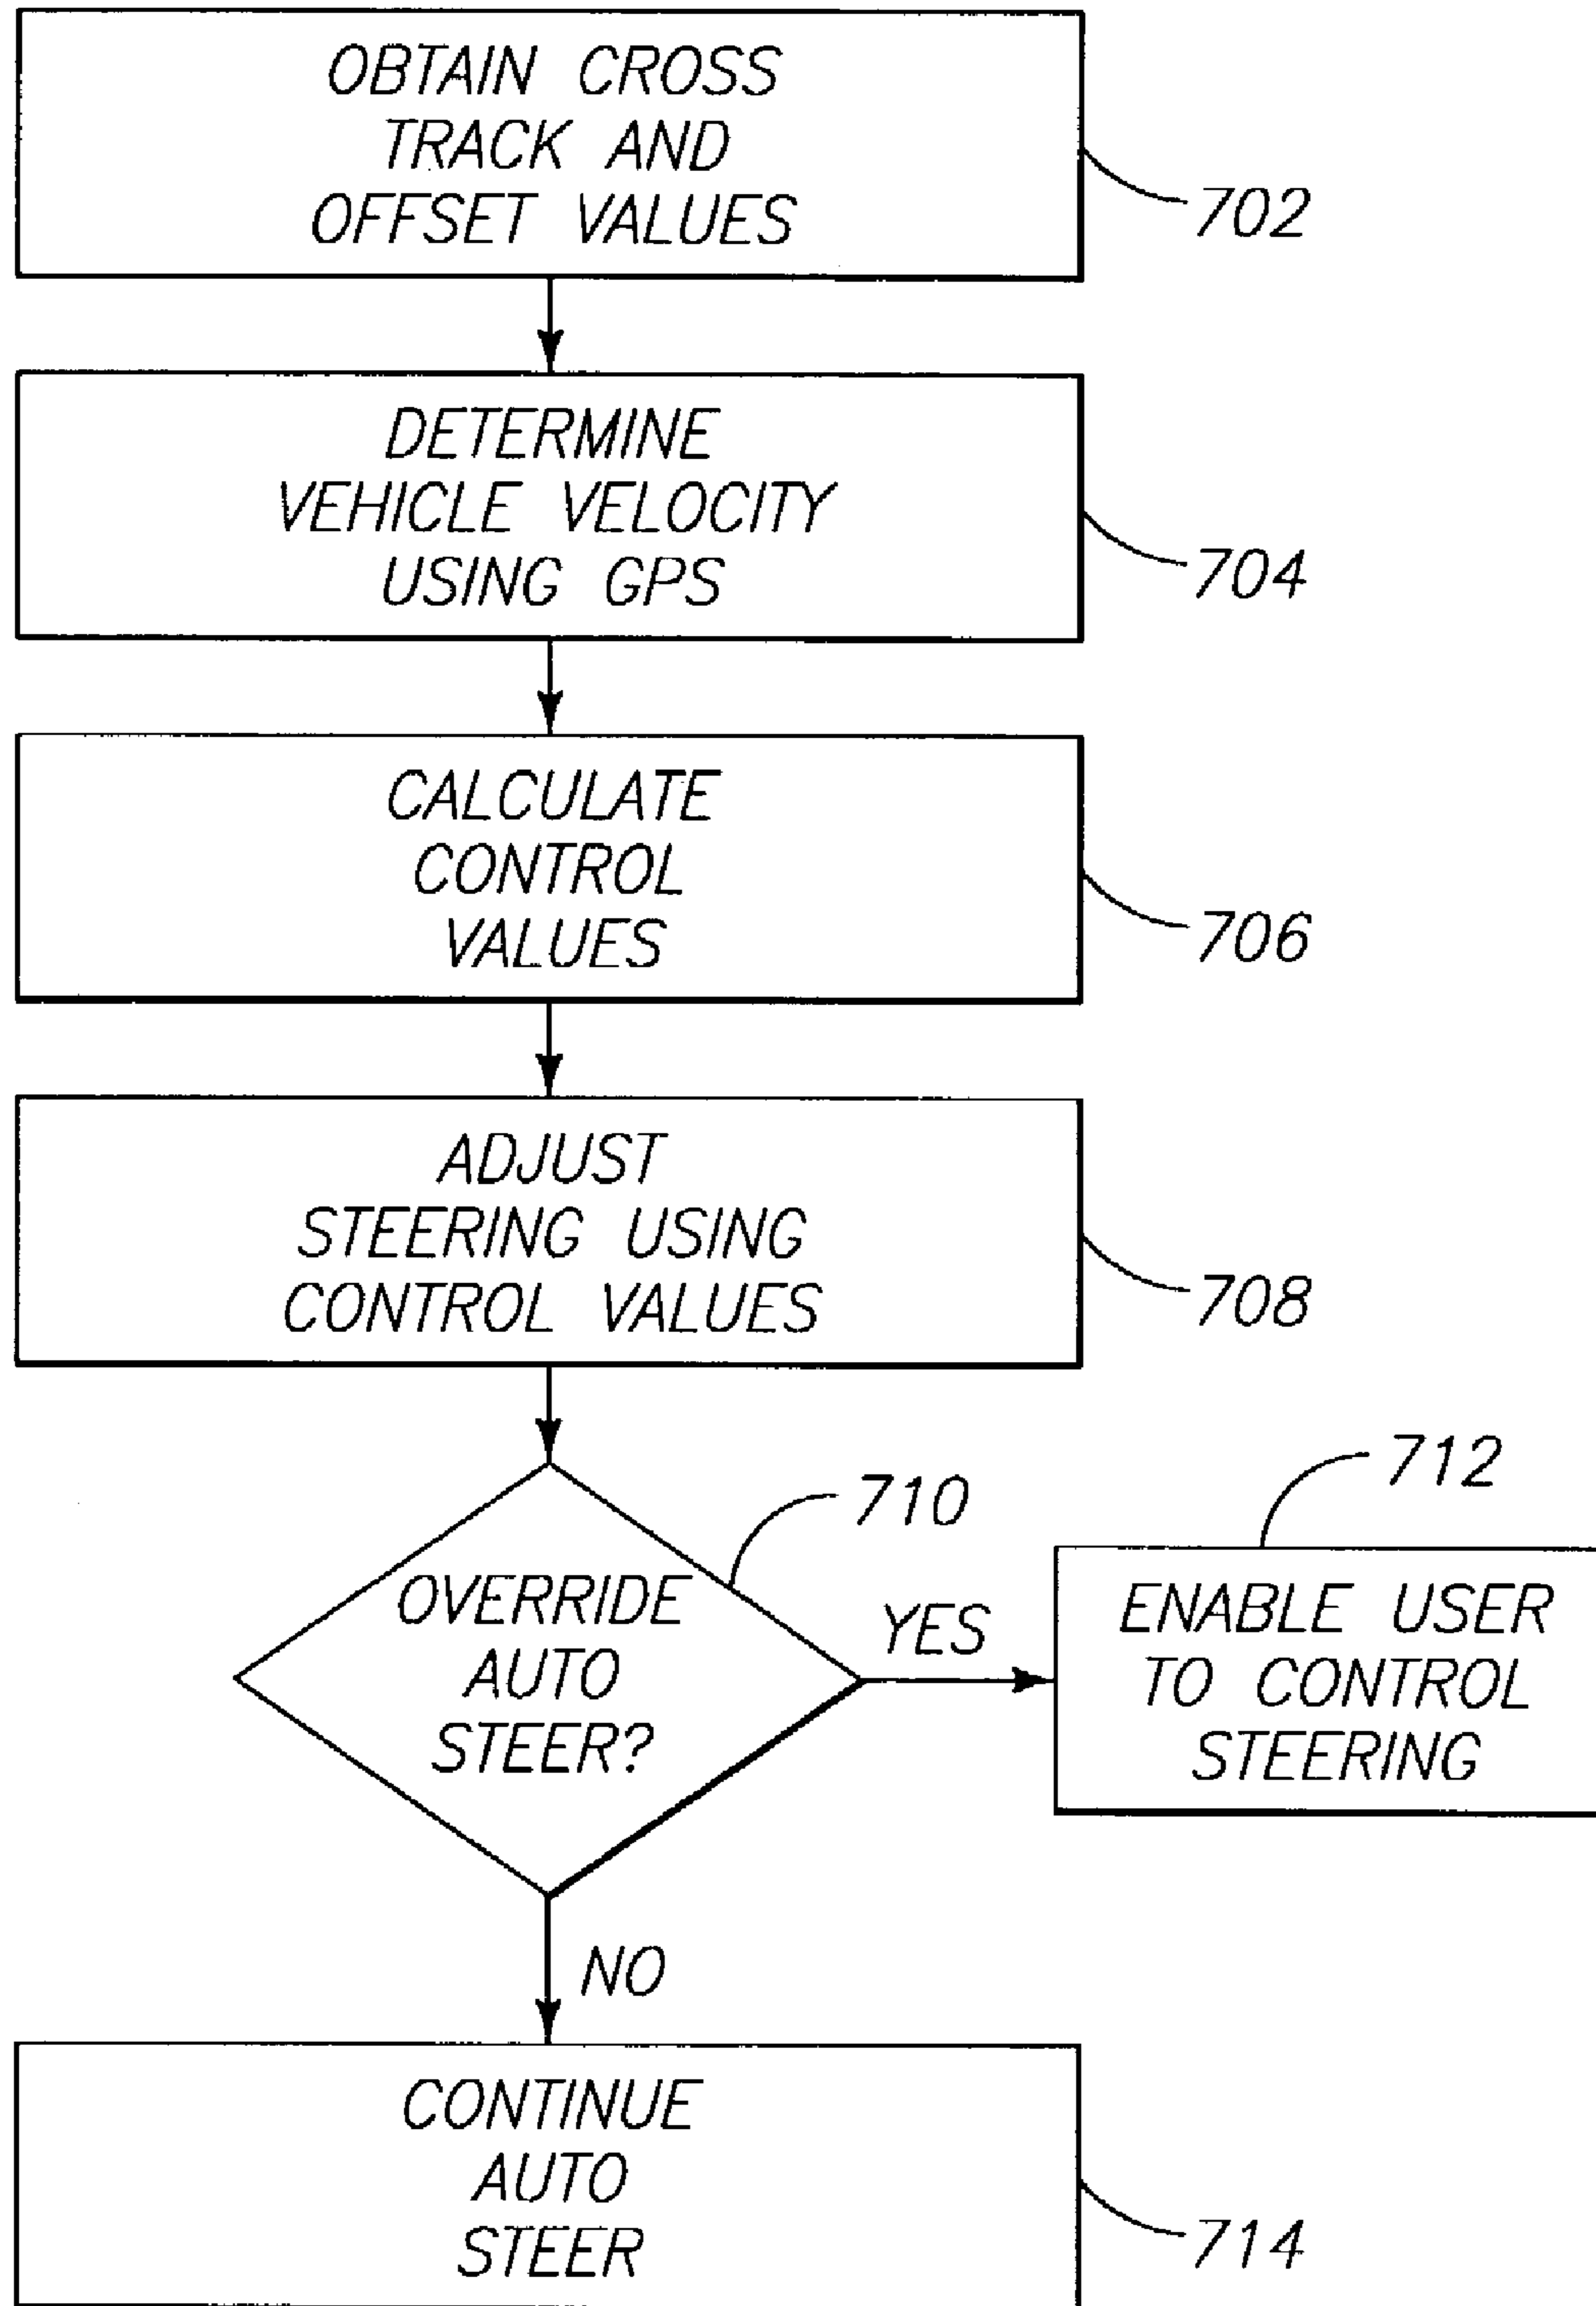 OBTAIN CROSS
TRACK AND
OFFSET VALUES
702
DETERMINE
VEHICLE VELOCITY
USING GPS
704
CALCULATE
CONTROL
VALUES
706
ADJUST
STEERING USING
CONTROL VALUES
708
710
OVERRIDE
AUTO
STEER?
YES
712
ENABLE USER
TO CONTROL
STEERING
NO
CONTINUE
AUTO
STEER
714